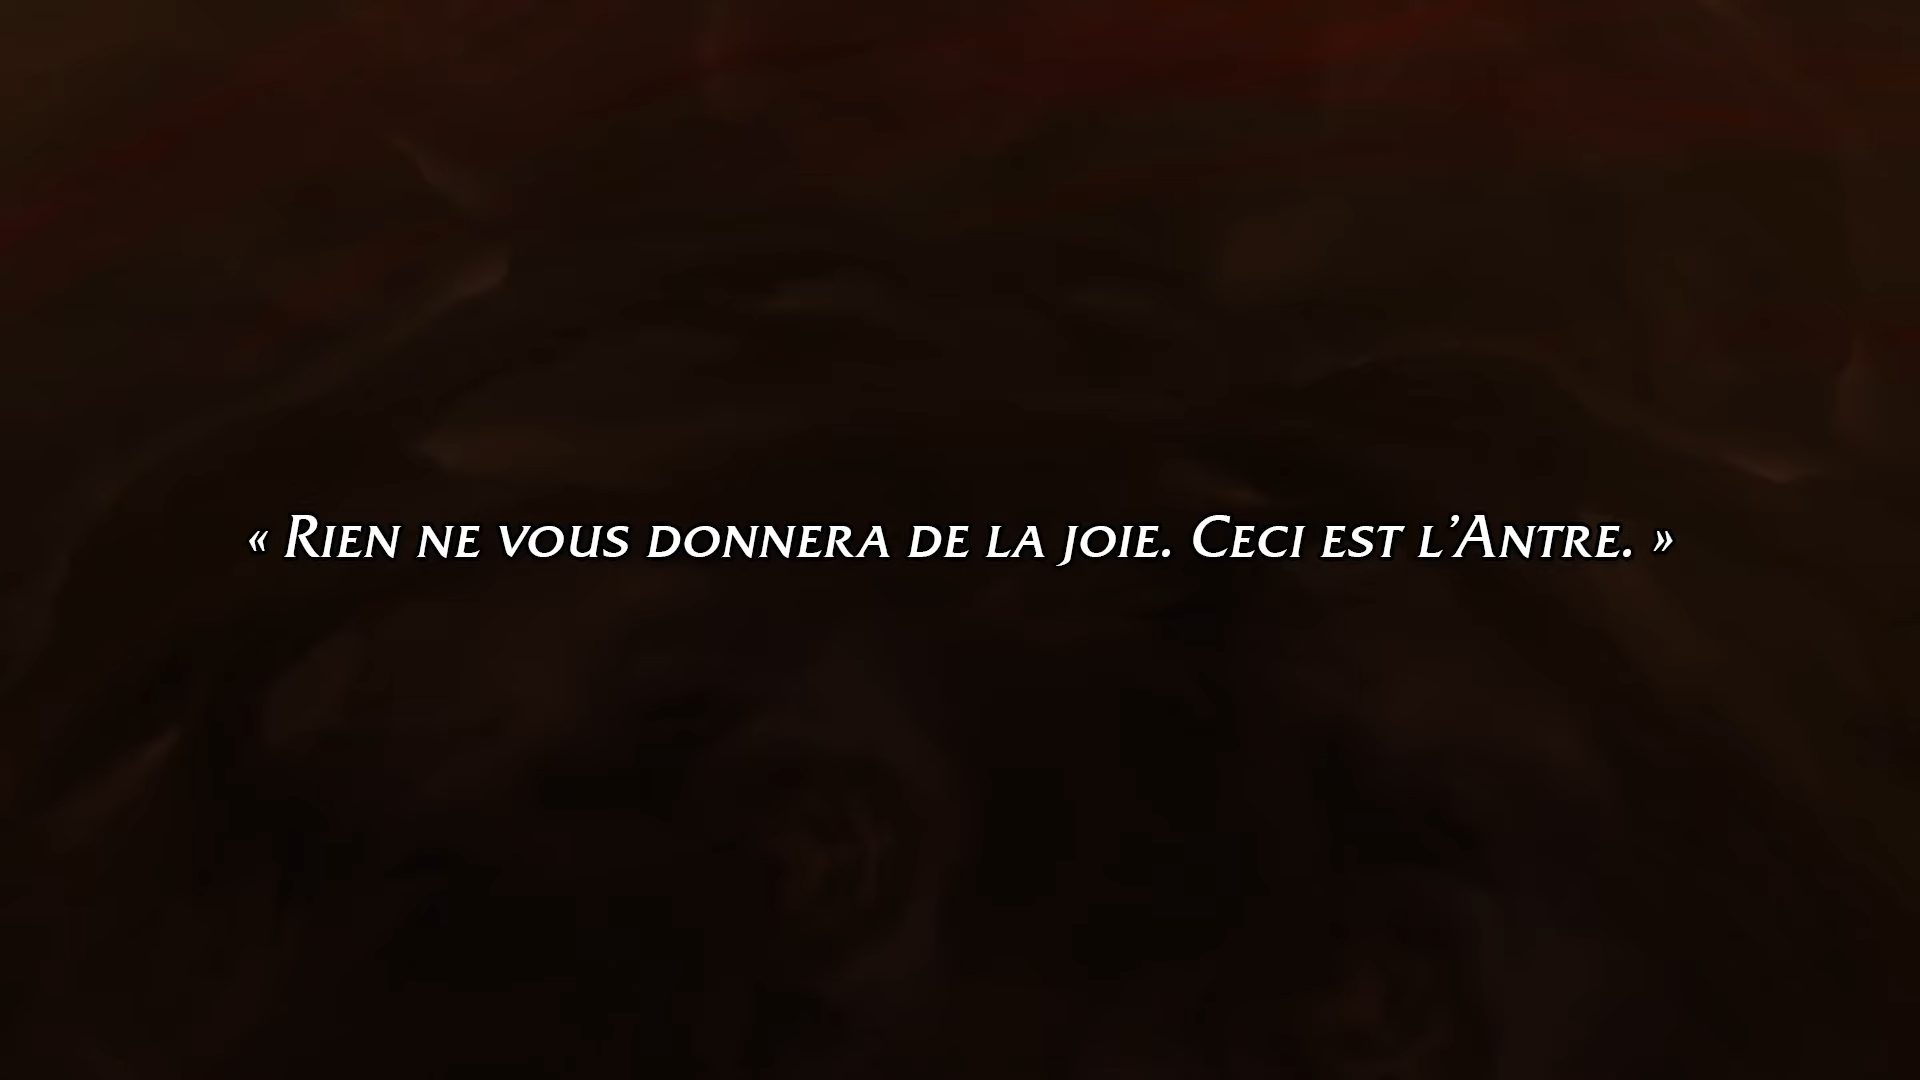 « Rien ne vous donnera de la joie. Ceci est l’Antre. »